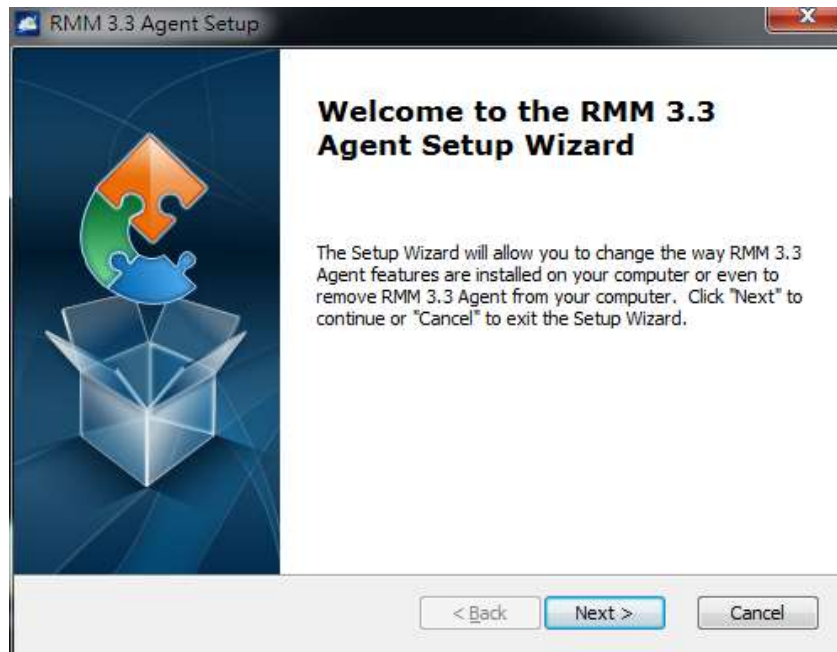 RMM 3.3 Agent Setup
Welcome to the RMM 3.3
Agent Setup Wizard
The Setup Wizard will allow you to change the way RMM 3.3
Agent features are installed on your computer or even to
remove RMM 3.3 Agent from your computer.  Click "Next" to
continue or "Cancel" to exit the Setup Wizard.
< Back Next > Cancel